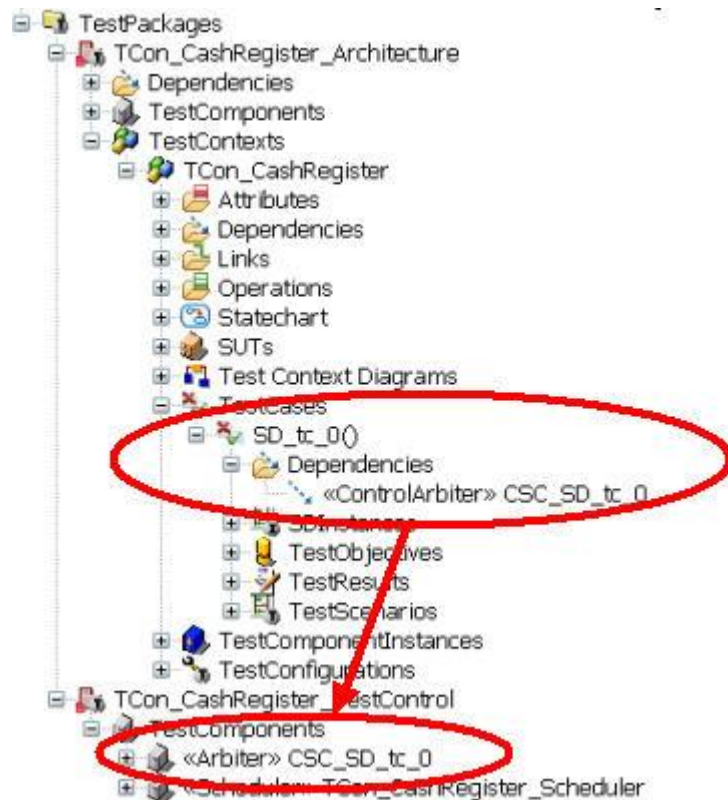 TestPackages
TCon_CashRegister_Architecture
Dependencies
TestComponents
TestContexts
TCon_CashRegister
Attributes
Dependencies
Links
Operations
Statechart
SUTs
Test Context Diagrams
TestCases
SD_tc_0()
Dependencies
«ControlArbiter» CSC_SD_tc_0
SDInstances
TestObjectives
TestResults
TestScenarios
TestComponentInstances
TestConfigurations
TCon_CashRegister_TestControl
TestComponents
«Arbiter» CSC_SD_tc_0
«Scheduler» TCon_CashRegister_Scheduler